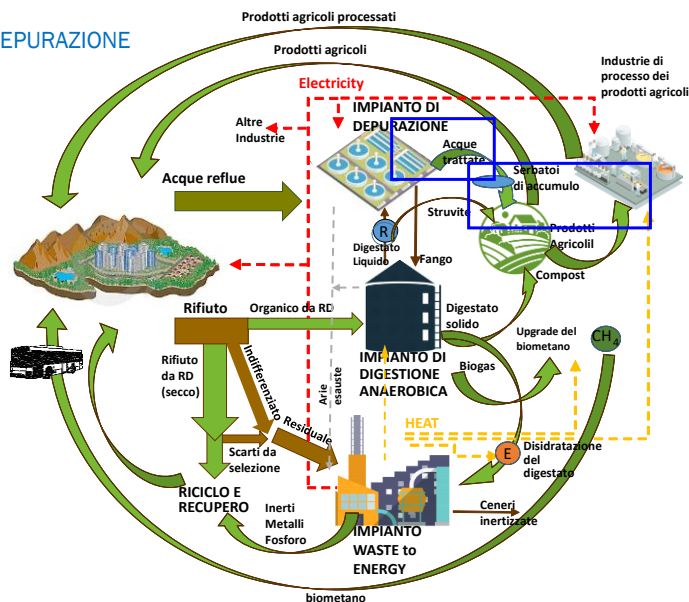 Prodotti agricoli processati
EPURAZIONE
Prodotti agricoli
Industrie di
processo dei
prodotti agricoli
Electricity
IMPIANTO DI
DEPURAZIONE
Altre
Industrie
Acque
trattate
Serbatoi
di accumulo
Acque reflue
Struvite
R
Prodotti
Agricolil
Digestato
Liquido
Fango
Compost
Rifiuto
Organico da RD
Digestato
solido
Upgrade del
biometano
CH4
Rifiuto
da RD
(secco)
Indifferenziato
IMPIANTO DI
DIGESTIONE
ANAEROBICA
Biogas
Arie
esauste
Residuale
HEAT
Scarti da
selezione
E
Disidratazione
del
digestato
RICICLO E
RECUPERO
Inerti
Metalli
Fosforo
Ceneri
inertizzate
IMPIANTO
WASTE to
ENERGY
biometano